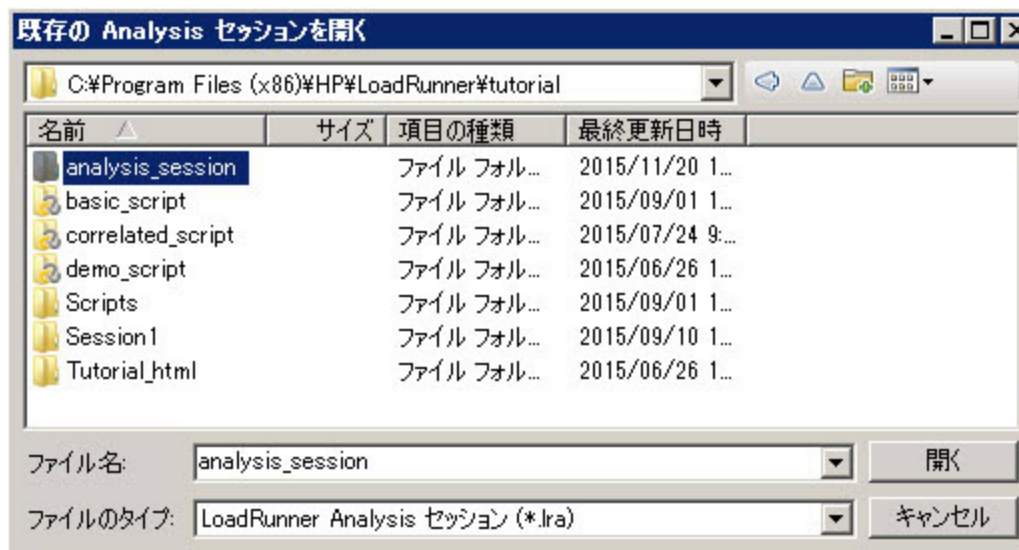 既存の Analysis セッションを開く
C:¥Program Files (x86)¥HP¥LoadRunner¥tutorial
名前 サイズ 項目の種類 最終更新日時
analysis_session ファイル フォル... 2015/11/20 1...
basic_script ファイル フォル... 2015/09/01 1...
correlated_script ファイル フォル... 2015/07/24 9:...
demo_script ファイル フォル... 2015/06/26 1...
Scripts ファイル フォル... 2015/09/01 1...
Session1 ファイル フォル... 2015/09/10 1...
Tutorial_html ファイル フォル... 2015/06/26 1...
ファイル名: analysis_session 開く
ファイルのタイプ: LoadRunner Analysis セッション (*.lra) キャンセル